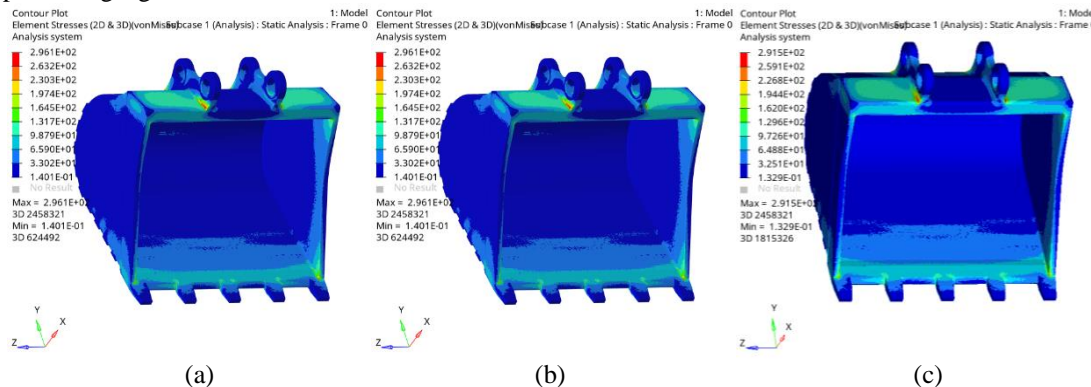 Contour Plot
1: Model
Element Stresses (2D & 3D)(vonMises)
Subcase 1 (Analysis) : Static Analysis : Frame 0
Analysis system
2.961E+02
2.632E+02
2.303E+02
1.974E+02
1.645E+02
1.317E+02
9.879E+01
6.590E+01
3.302E+01
1.401E-01
No Result
Max = 2.961E+02
3D 2458321
Min = 1.401E-01
3D 624492
Y
X
Z
(a)
Contour Plot
1: Model
Element Stresses (2D & 3D)(vonMises)
Subcase 1 (Analysis) : Static Analysis : Frame 0
Analysis system
2.961E+02
2.632E+02
2.303E+02
1.974E+02
1.645E+02
1.317E+02
9.879E+01
6.590E+01
3.302E+01
1.401E-01
No Result
Max = 2.961E+02
3D 2458321
Min = 1.401E-01
3D 624492
Y
X
Z
(b)
Contour Plot
1: Mode
Element Stresses (2D & 3D)(vonMises)
Subcase 1 (Analysis) : Static Analysis : Frame
Analysis system
2.915E+02
2.591E+02
2.268E+02
1.944E+02
1.620E+02
1.296E+02
9.726E+01
6.488E+01
3.251E+01
1.329E-01
No Result
Max = 2.915E+02
3D 2458321
Min = 1.329E-01
3D 1815326
Y
X
Z
(c)